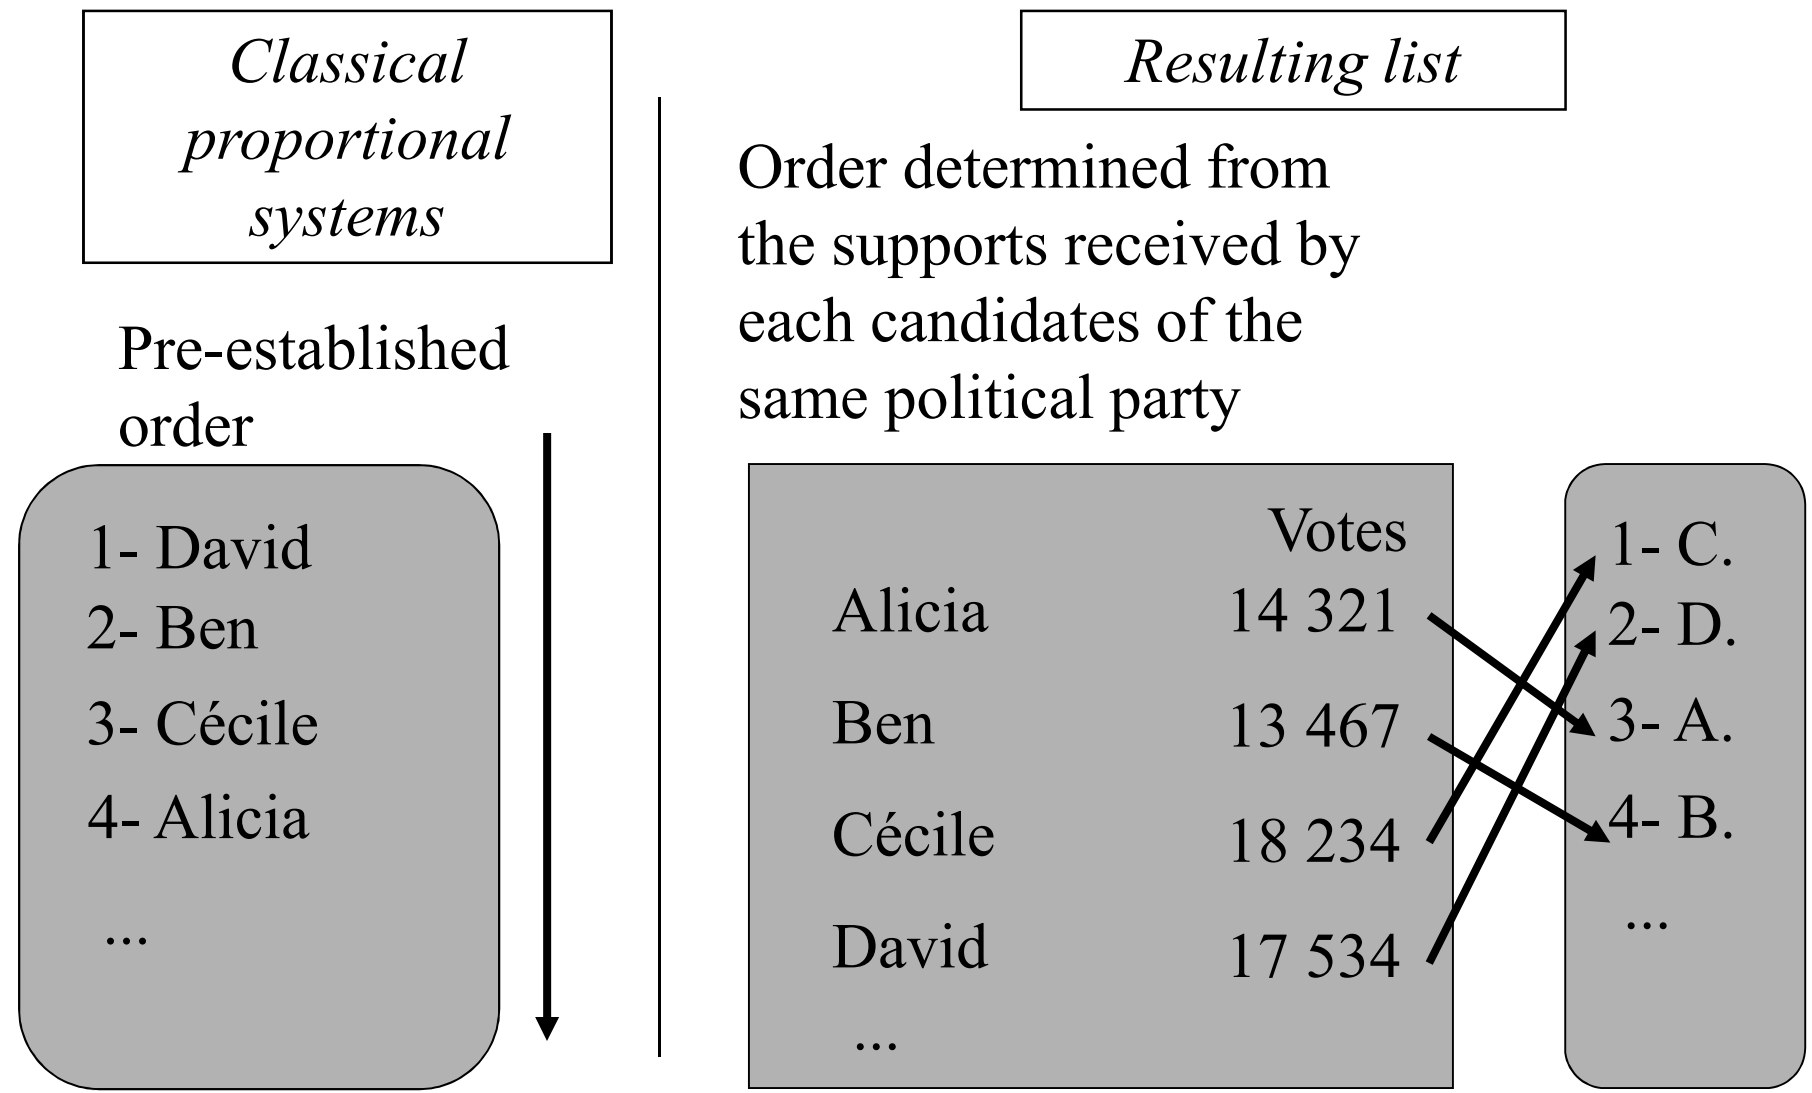 Classical
proportional
systems
Pre-established
order
1- David
2- Ben
3- Cécile
4- Alicia
...
Resulting list
Order determined from
the supports received by
each candidates of the
same political party
Votes
Alicia 14 321
Ben 13 467
Cécile 18 234
David 17 534
...
1- C.
2- D.
3- A.
4- B.
...